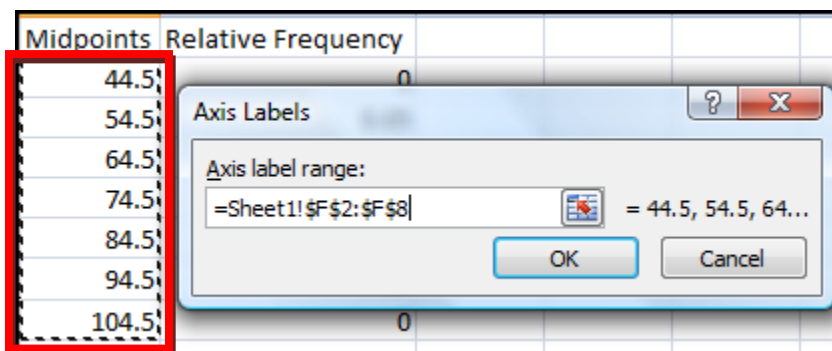 Midpoints Relative Frequency
44.5 0
54.5
64.5
74.5
84.5
94.5
104.5 0
Axis Labels
?
Axis label range:
=Sheet1!$F$2:$F$8
= 44.5, 54.5, 64...
OK Cancel